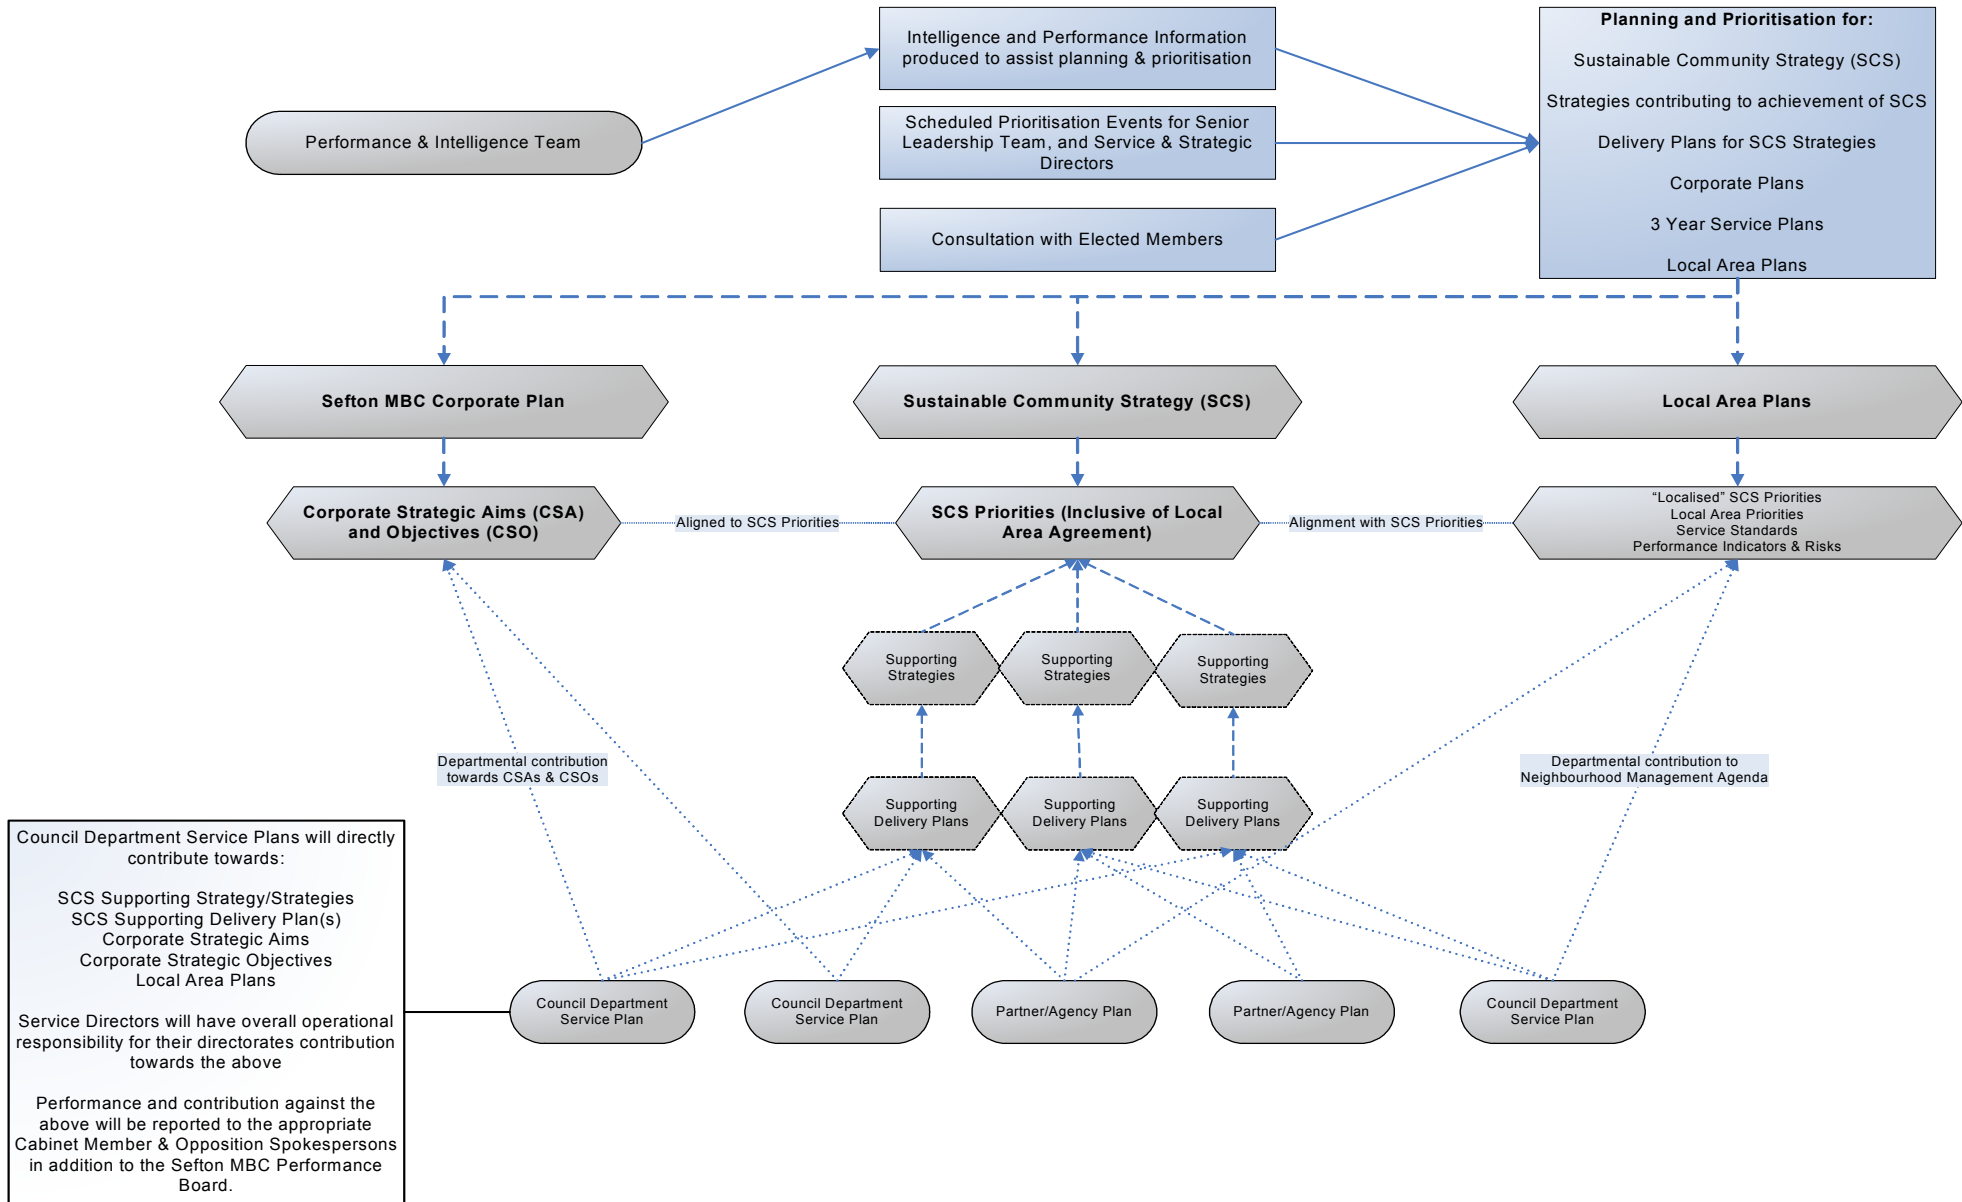 Intelligence and Performance Information
produced to assist planning & prioritisation
Planning and Prioritisation for:
Sustainable Community Strategy (SCS)
Strategies contributing to achievement of SCS
Delivery Plans for SCS Strategies
Corporate Plans
3 Year Service Plans
Local Area Plans
Performance & Intelligence Team
Scheduled Prioritisation Events for Senior
Leadership Team, and Service & Strategic
Directors
Consultation with Elected Members
Sefton MBC Corporate Plan
Sustainable Community Strategy (SCS)
Local Area Plans
Corporate Strategic Aims (CSA)
and Objectives (CSO)
Aligned to SCS Priorities
SCS Priorities (Inclusive of Local
Area Agreement)
Alignment with SCS Priorities
“Localised” SCS Priorities
Local Area Priorities
Service Standards
Performance Indicators & Risks
Supporting
Strategies
Supporting
Strategies
Supporting
Strategies
Departmental contribution
towards CSAs & CSOs
Departmental contribution to
Neighbourhood Management Agenda
Supporting
Delivery Plans
Supporting
Delivery Plans
Supporting
Delivery Plans
Council Department Service Plans will directly
contribute towards:
SCS Supporting Strategy/Strategies
SCS Supporting Delivery Plan(s)
Corporate Strategic Aims
Corporate Strategic Objectives
Local Area Plans
Service Directors will have overall operational
responsibility for their directorates contribution
towards the above
Performance and contribution against the
above will be reported to the appropriate
Cabinet Member & Opposition Spokespersons
in addition to the Sefton MBC Performance
Board.
Council Department
Service Plan
Council Department
Service Plan
Partner/Agency Plan
Partner/Agency Plan
Council Department
Service Plan